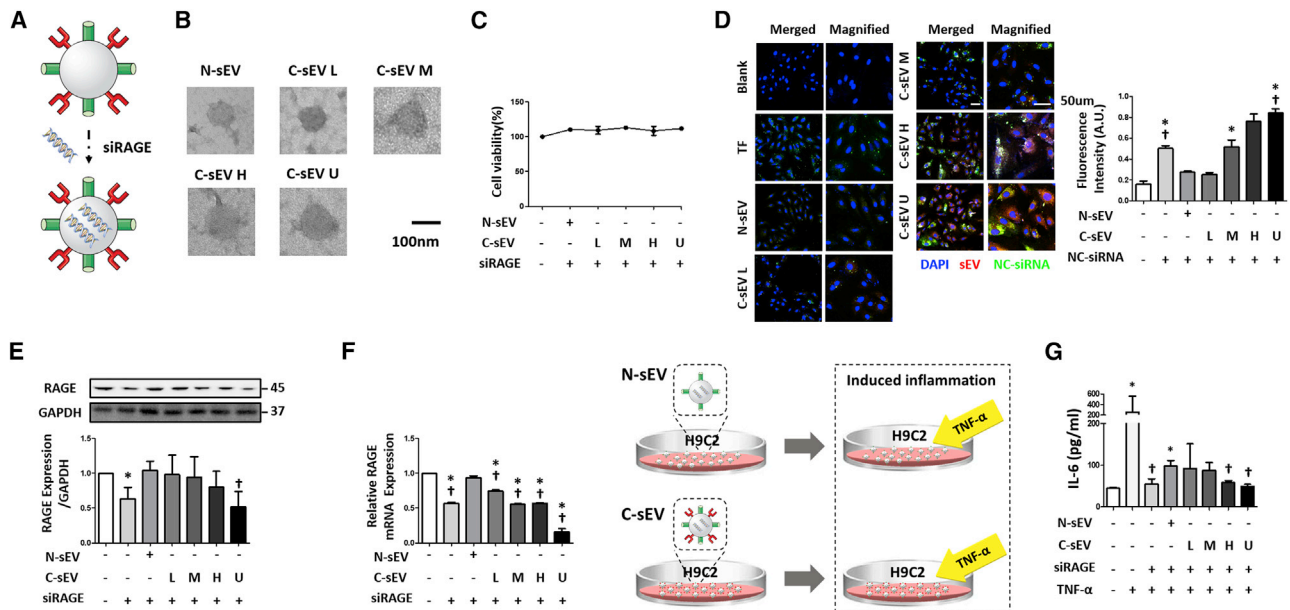 A
siRAGE
B
N-sEV C-sEV L C-sEV M
C-sEV H C-sEV U
100nm
C
Cell viability(%)
150
100
50
0
N-sEV - + - - - -
C-sEV - - L M H U
siRAGE - + + + + +
D
Merged Magnified Merged Magnified
Blank
TF
N-sEV
C-sEV L
C-sEV M
C-sEV H
C-sEV U
50um
DAPI sEV NC-siRNA
Fluorescence
Intensity (A.U.)
1.0
0.8
0.6
0.4
0.2
0.0
*
†
*
*
†
N-sEV - - + - - - -
C-sEV - - - L M H U
NC-siRNA - + + + + + +
E
RAGE 45
GAPDH 37
RAGE Expression
/GAPDH
1.5
1.0
0.5
0.0
*
†
N-sEV - - + - - - -
C-sEV - - - L M H U
siRAGE - + + + + + +
F
Relative RAGE
mRNA Expression
1.5
1.0
0.5
0.0
*
†
*
†
*
†
*
†
*
†
N-sEV - - + - - - -
C-sEV - - - L M H U
siRAGE - + + + + + +
N-sEV
H9C2
Induced inflammation
TNF-α
H9C2
C-sEV
H9C2
TNF-α
H9C2
G
IL-6 (pg/ml)
600
400
200
200
100
0
*
†
*
†
†
N-sEV - - - + - - - -
C-sEV - - - - L M H U
siRAGE - - + + + + + +
TNF-α - + + + + + + +